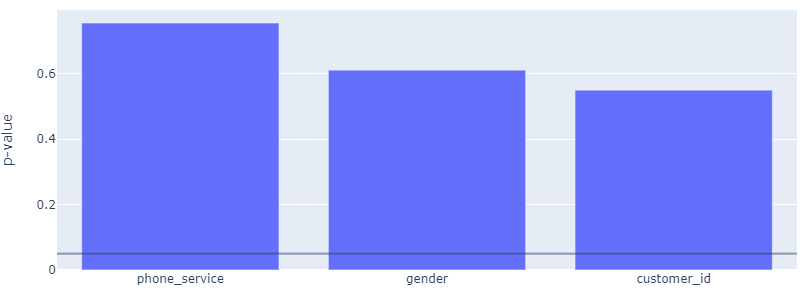 p-value
0.6
0.4
0.2
0
phone_service
gender
customer_id